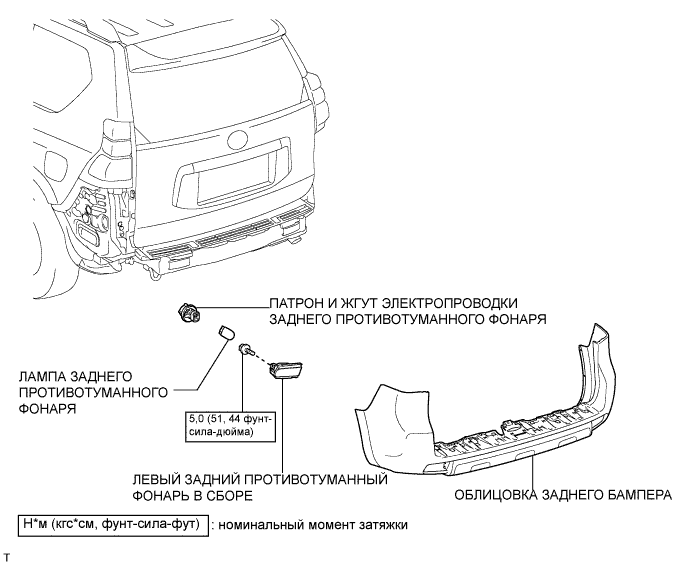 ПАТРОН И ЖГУТ ЭЛЕКТРОПРОВОДКИ
ЗАДНЕГО ПРОТИВОТУМАННОГО ФОНАРЯ
ЛАМПА ЗАДНЕГО
ПРОТИВОТУМАННОГО
ФОНАРЯ
5,0 (51, 44 фунт-
сила-дюйма)
ЛЕВЫЙ ЗАДНИЙ ПРОТИВОТУМАННЫЙ
ФОНАРЬ В СБОРЕ
ОБЛИЦОВКА ЗАДНЕГО БАМПЕРА
Н*м (кгс*см, фунт-сила-фут) : номинальный момент затяжки
T